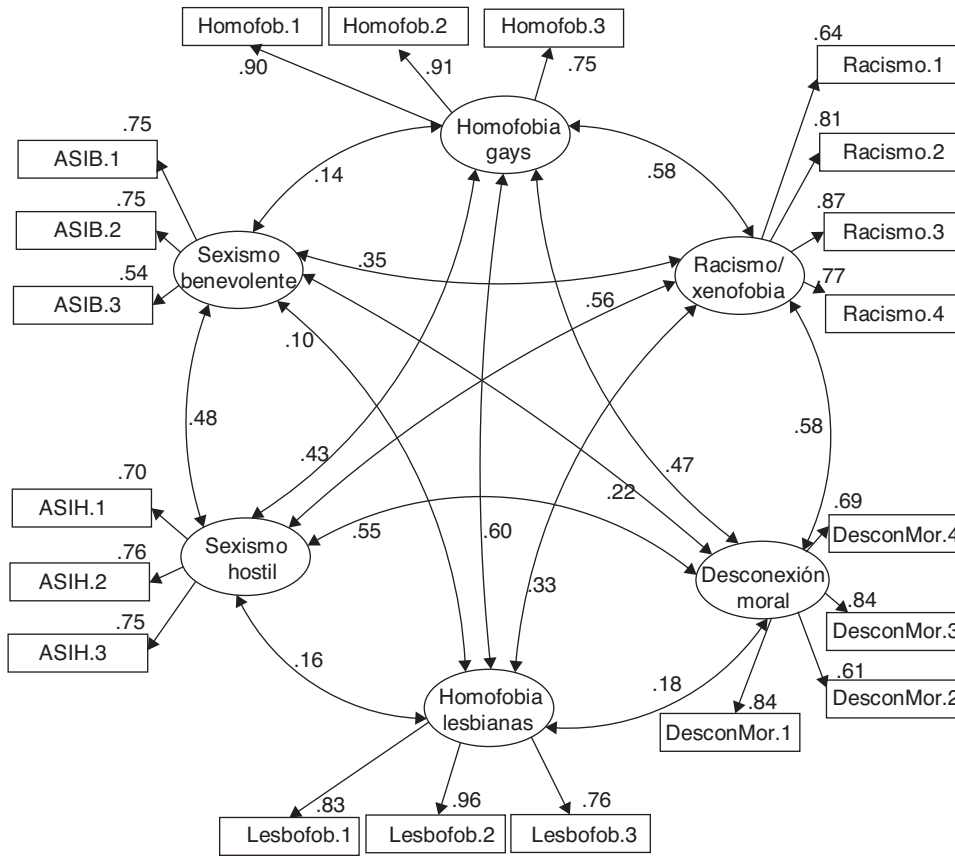 Homofob.1
Homofob.2
Homofob.3
.90
.91
.75
.64
Racismo.1
Homofobia
gays
.75
ASIB.1
.81
Racismo.2
.14
.58
.75
ASIB.2
.87
Racismo.3
Sexismo
benevolente
.35
Racismo/
xenofobia
.54
ASIB.3
.77
Racismo.4
.56
.10
.48
.43
.47
.58
.70
ASIH.1
.22
.69
DesconMor.4
.55
.60
Sexismo
hostil
.76
ASIH.2
Desconexión
moral
.33
.84
DesconMor.3
.75
ASIH.3
.16
.61
DesconMor.2
.18
Homofobia
lesbianas
.84
DesconMor.1
.83
Lesbofob.1
.96
Lesbofob.2
.76
Lesbofob.3